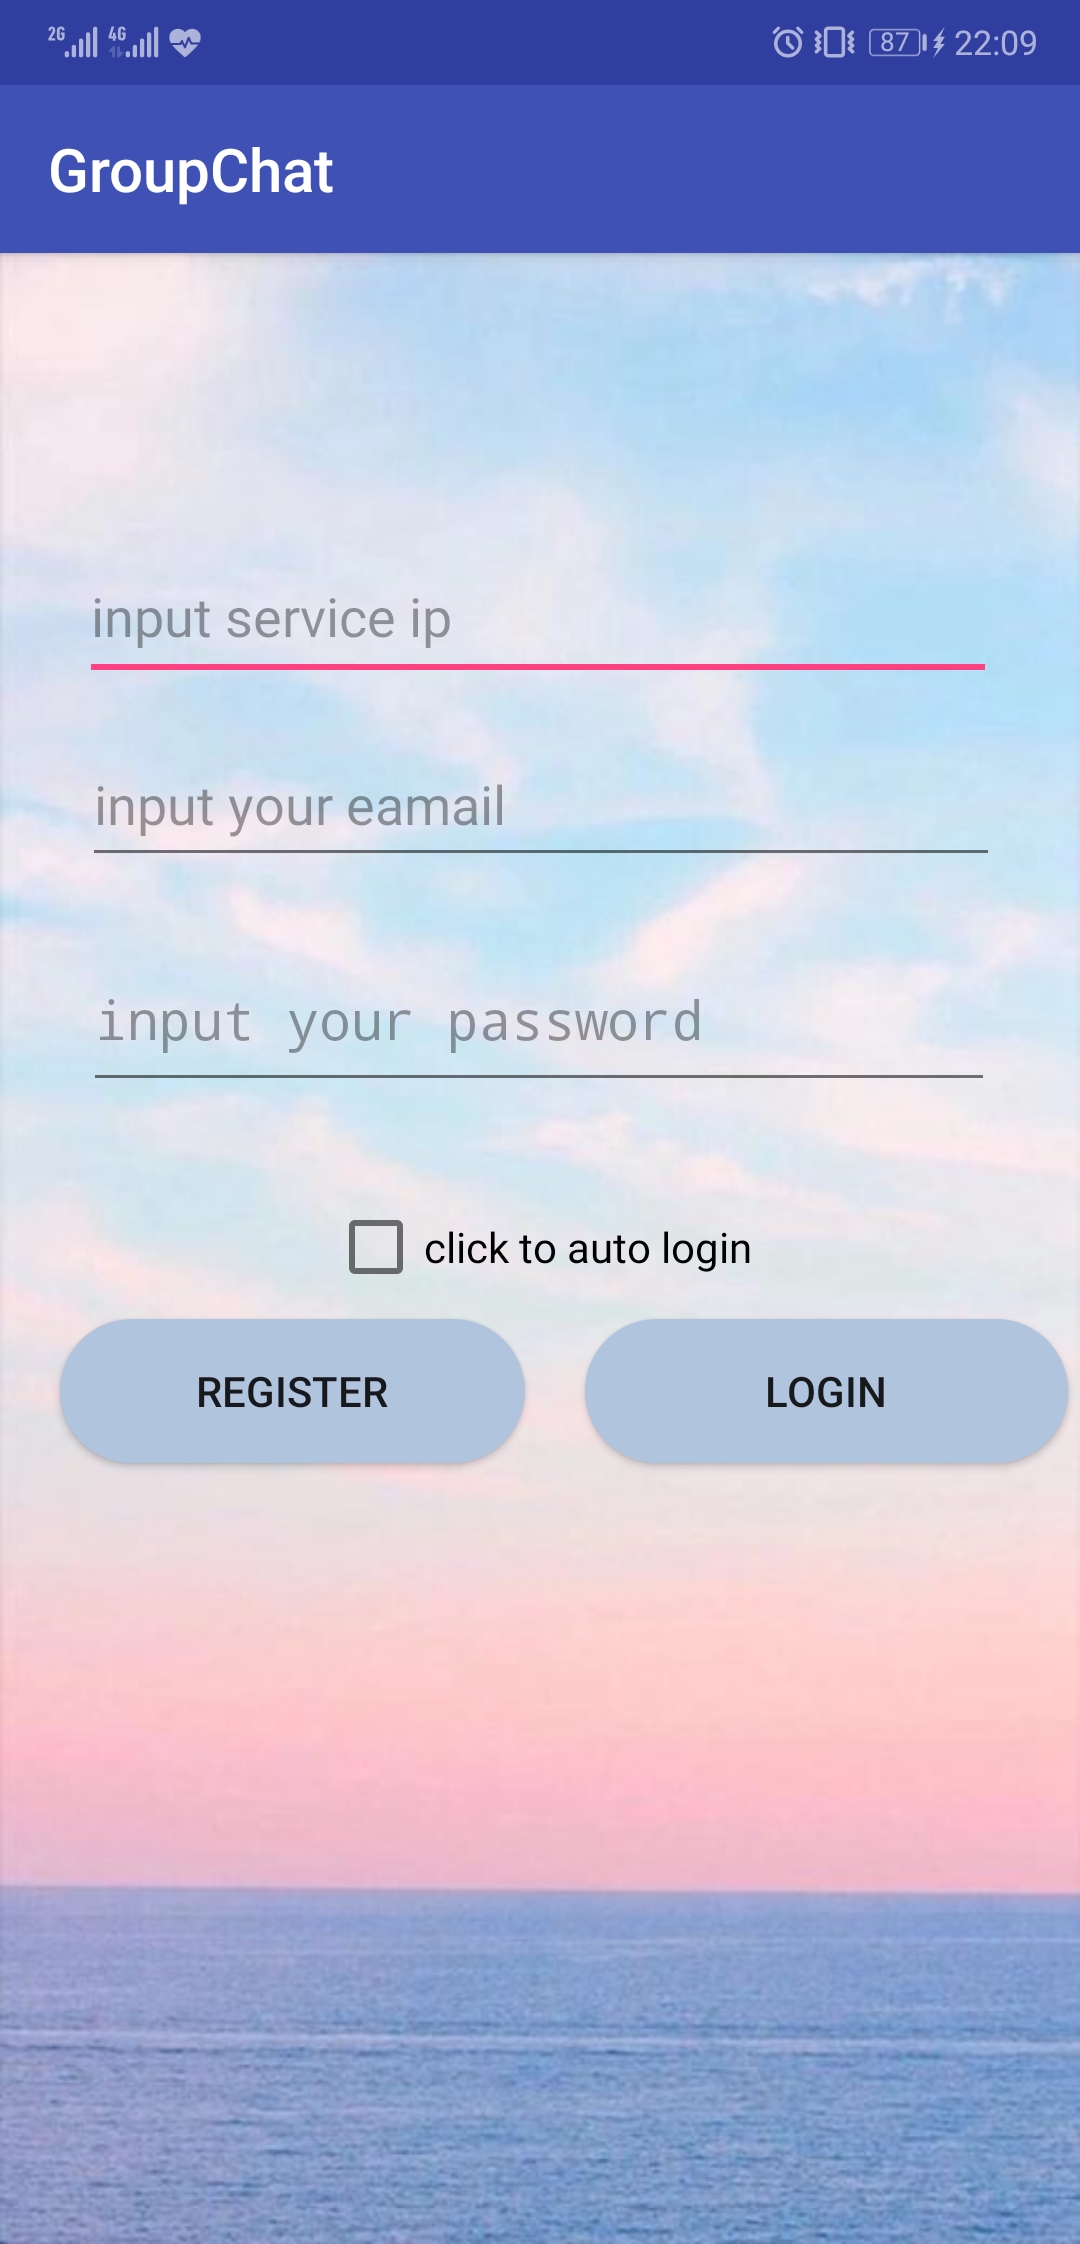 2G 4G 87 22:09
GroupChat
input service ip
input your eamail
input your password
click to auto login
REGISTER LOGIN